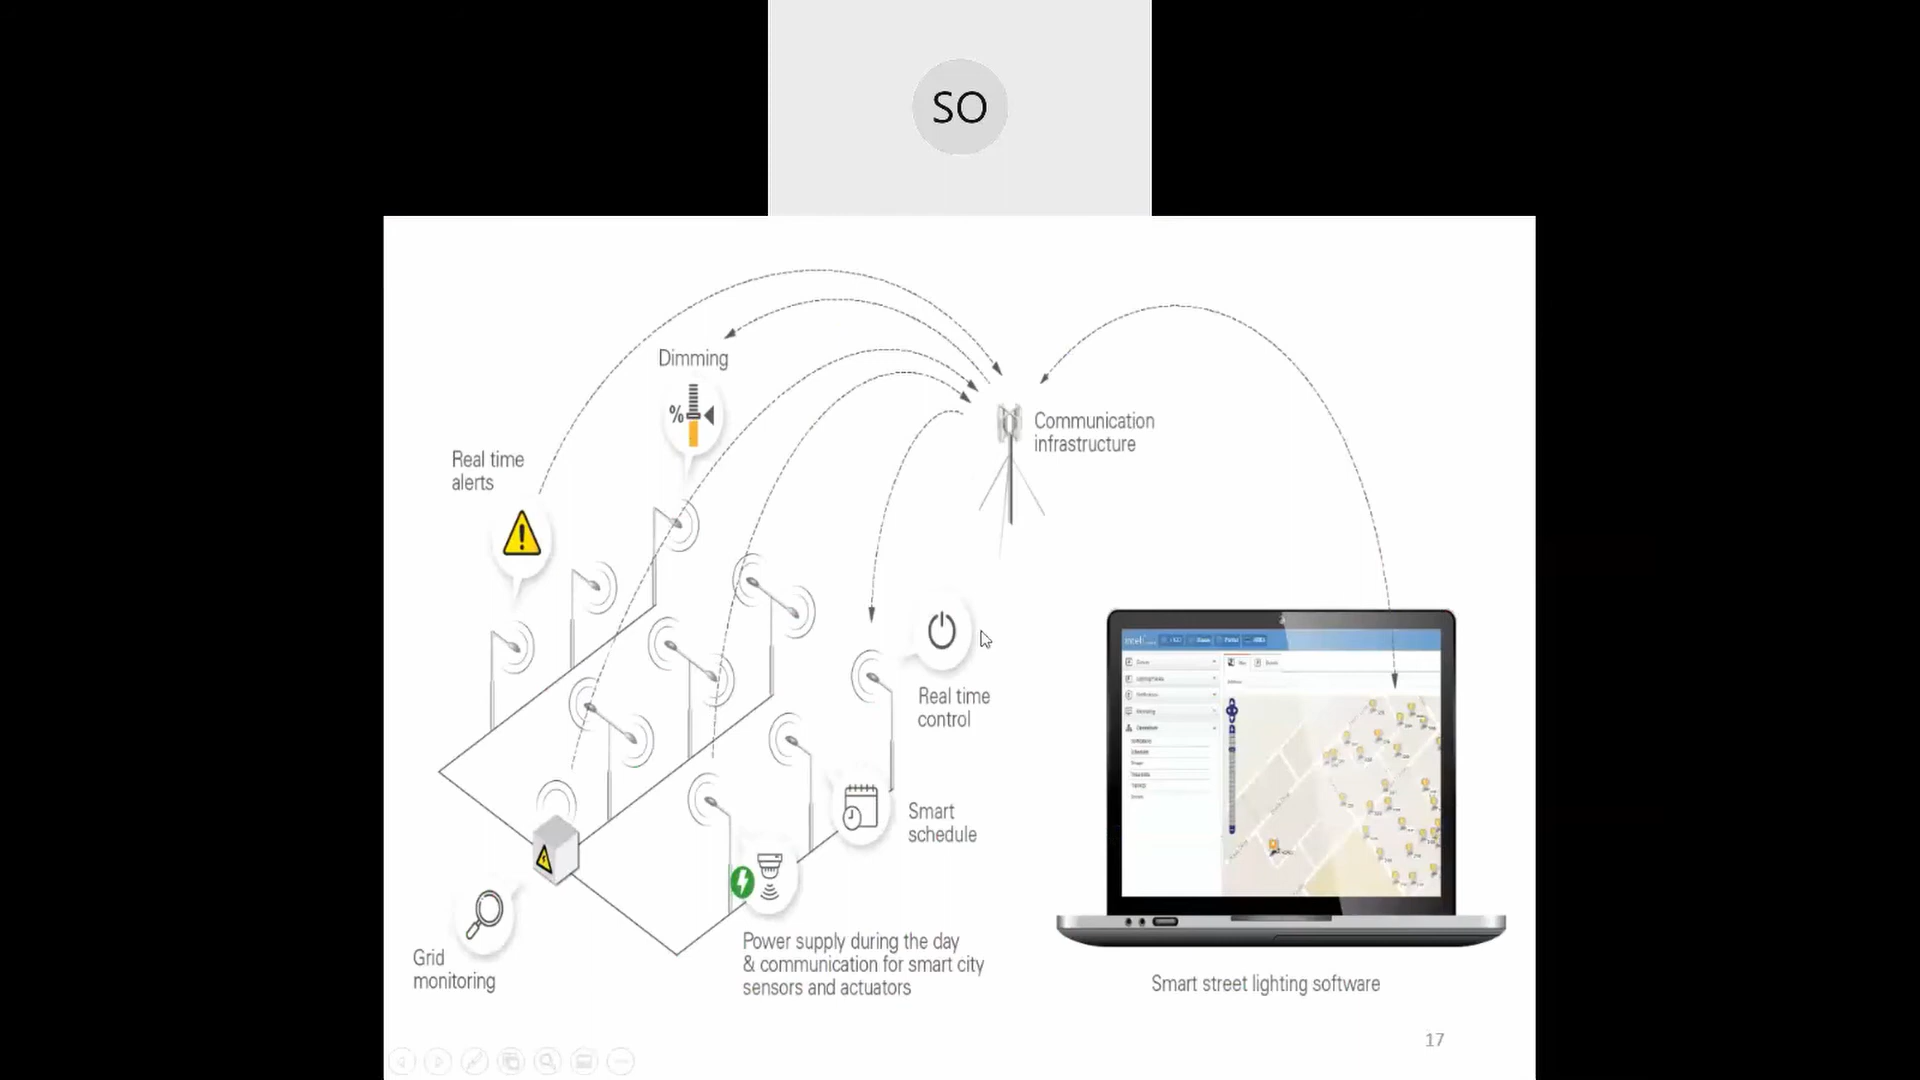 SO
Dimming
%
Real time
alerts
Communication
infrastructure
Real time
control
Smart
schedule
Grid
monitoring
Power supply during the day
& communication for smart city
sensors and actuators
Smart street lighting software
17